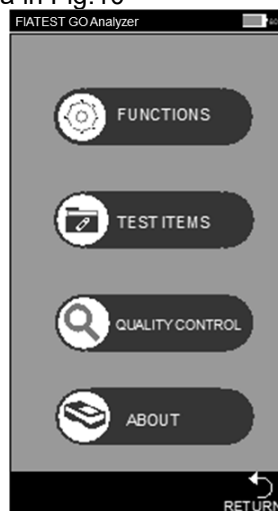 FIATEST GO Analyzer
FUNCTIONS
TEST ITEMS
QUALITY CONTROL
ABOUT
RETURN